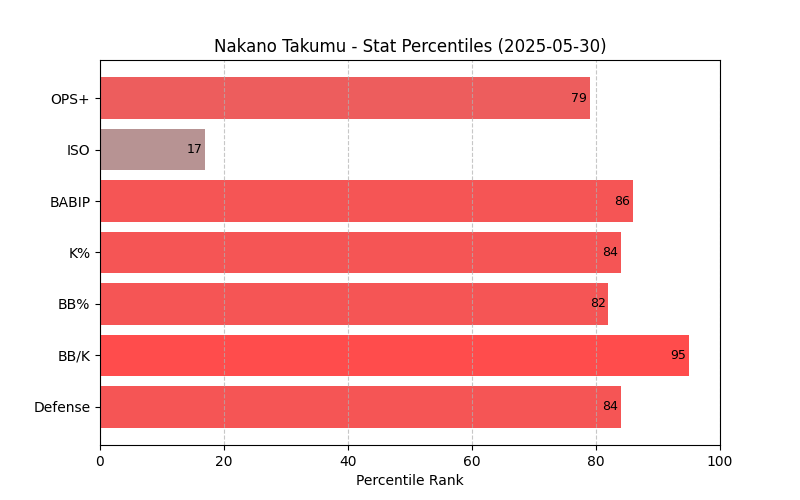 Nakano Takumu - Stat Percentiles (2025-05-30)
OPS+ 79
ISO 17
BABIP 86
K% 84
BB% 82
BB/K 95
Defense 84
0 20 40 60 80 100
Percentile Rank